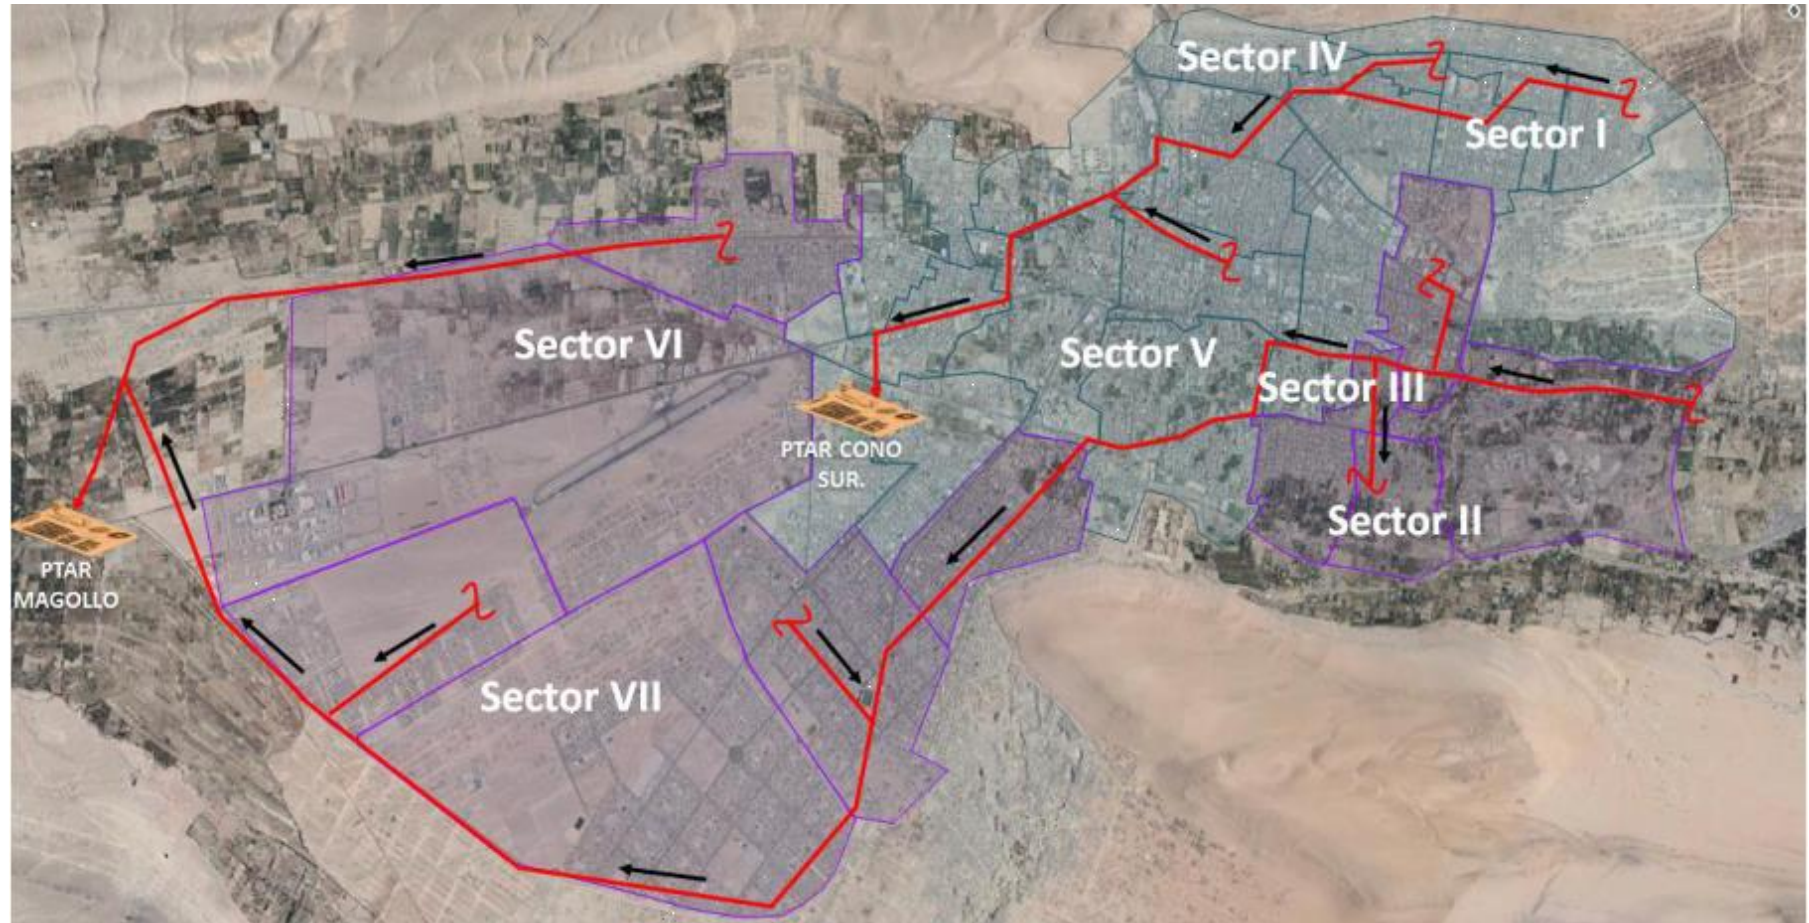 Sector IV
Sector I
Sector VI
Sector V
Sector III
PTAR CONO
SUR.
Sector II
PTAR
MAGOLLO
Sector VII